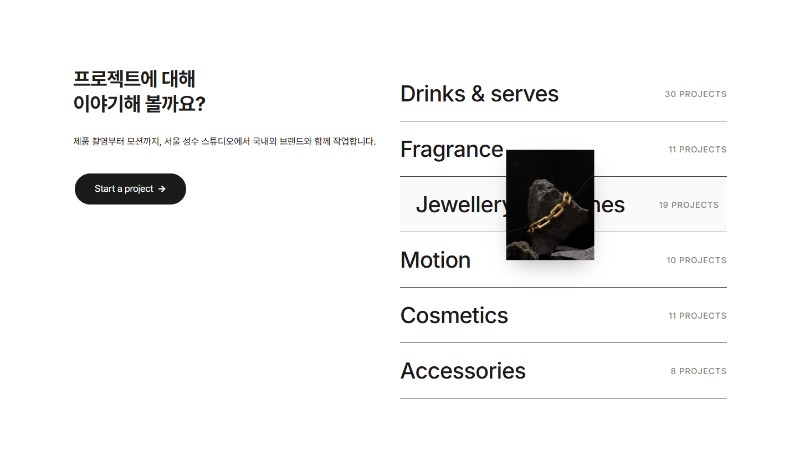 프로젝트에 대해
이야기해 볼까요?
제품 촬영부터 모션까지, 서울 성수 스튜디오에서 국내외 브랜드와 함께 작업합니다.
Start a project →
Drinks & serves 30 PROJECTS
Fragrance 11 PROJECTS
Jewellery 19 PROJECTS
Motion 10 PROJECTS
Cosmetics 11 PROJECTS
Accessories 8 PROJECTS